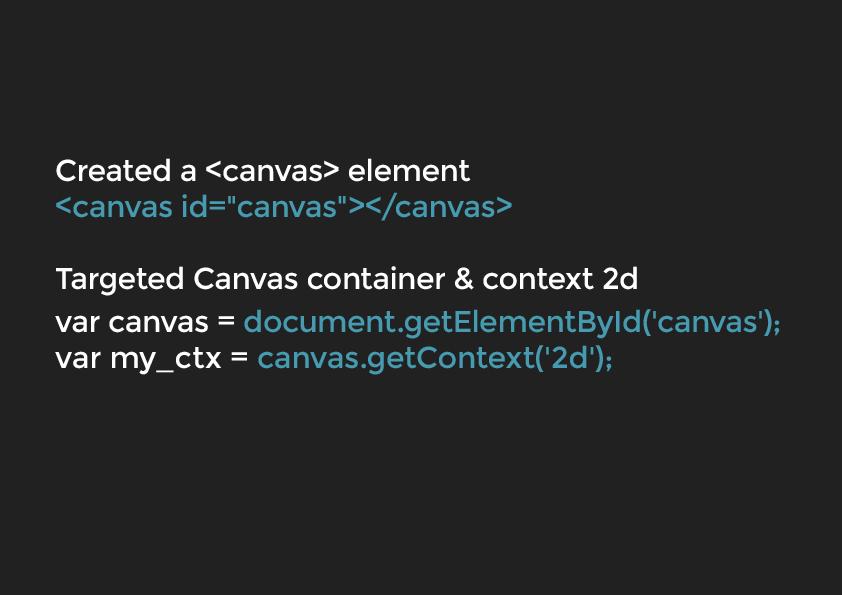 Created a <canvas> element
<canvas id="canvas"></canvas>
Targeted Canvas container & context 2d
var canvas = document.getElementById('canvas');
var my_ctx = canvas.getContext('2d');